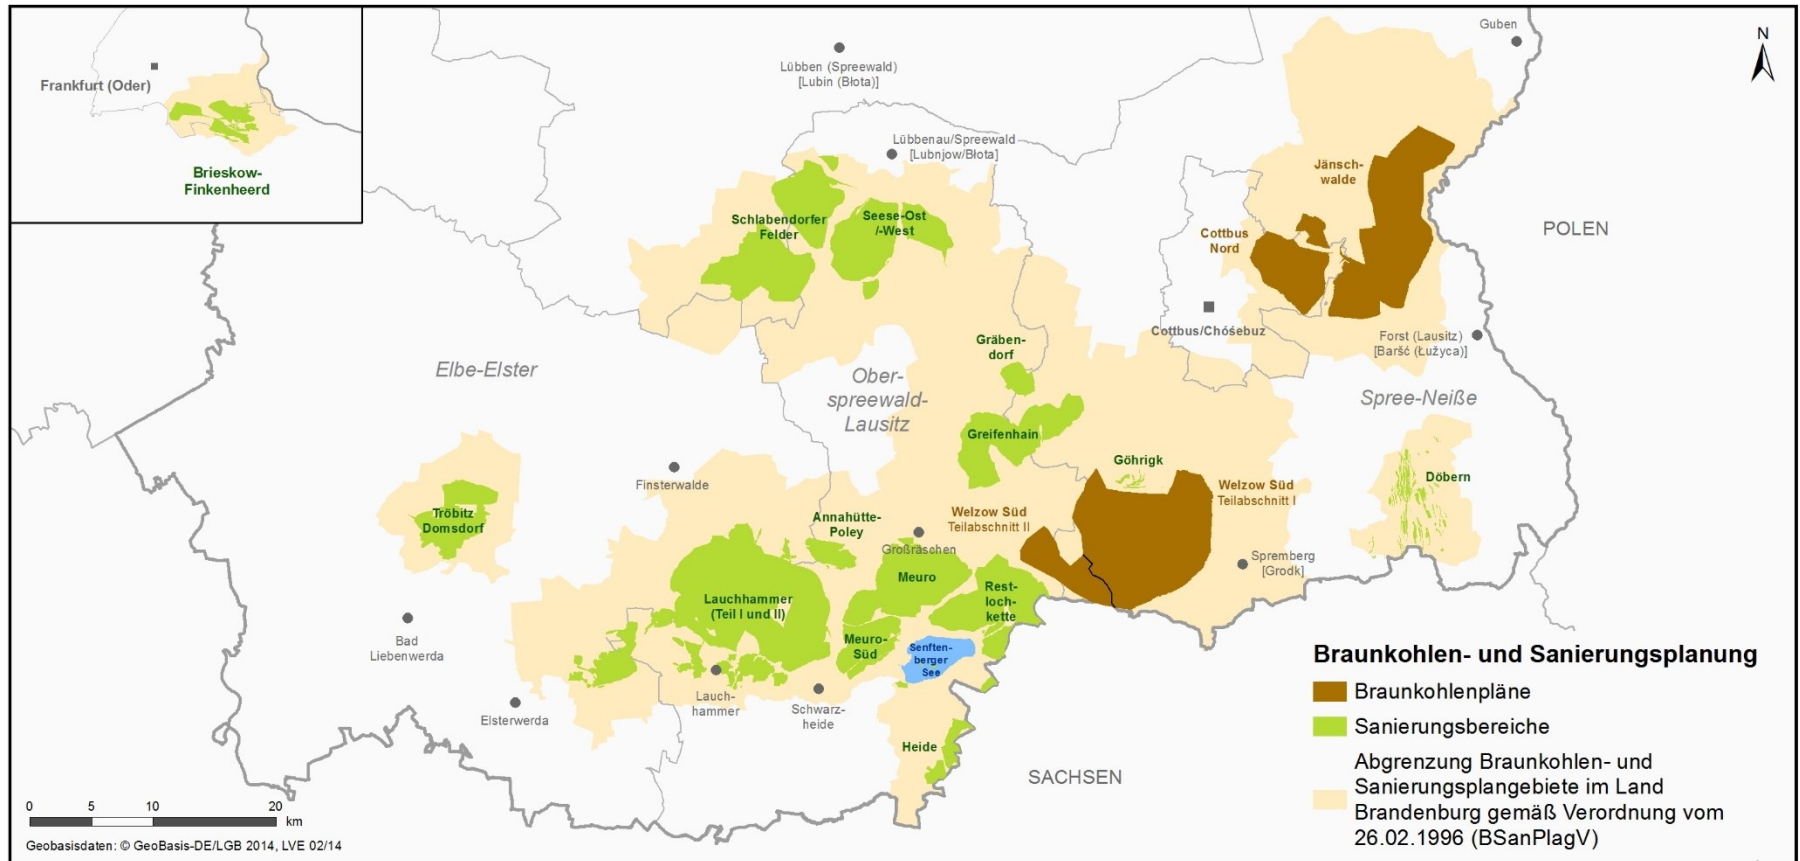 Frankfurt (Oder)
Brieskow-
Finkenheerd
Lübben (Spreewald)
[Lubin (Błota)]
Lübbenau/Spreewald
[Lubnjow/Błota]
Guben
N
Jänsch-
walde
Cottbus
Nord
POLEN
Schlabendorfer
Felder
Seese-Ost
/-West
Cottbus/Chóśebuz
Forst (Lausitz)
[Baršć (Łužyca)]
Gräben-
dorf
Elbe-Elster
Ober-
spreewald-
Lausitz
Spree-Neiße
Greifenhain
Göhrigk
Döbern
Finsterwalde
Tröbitz
Domsdorf
Annahütte-
Poley
Welzow Süd
Teilabschnitt II
Welzow Süd
Teilabschnitt I
Großräschen
Meuro
Spremberg
[Grodk]
Rest-
loch-
kette
Lauchhammer
(Teil I und II)
Bad
Liebenwerda
Meuro-
Süd
Senften-
berger
See
Lauch-
hammer
Schwarz-
heide
Elsterwerda
Heide
SACHSEN
Braunkohlen- und Sanierungsplanung
Braunkohlenpläne
Sanierungsbereiche
Abgrenzung Braunkohlen- und
Sanierungsplangebiete im Land
Brandenburg gemäß Verordnung vom
26.02.1996 (BSanPlagV)
0 5 10 20
km
Geobasisdaten: © GeoBasis-DE/LGB 2014, LVE 02/14